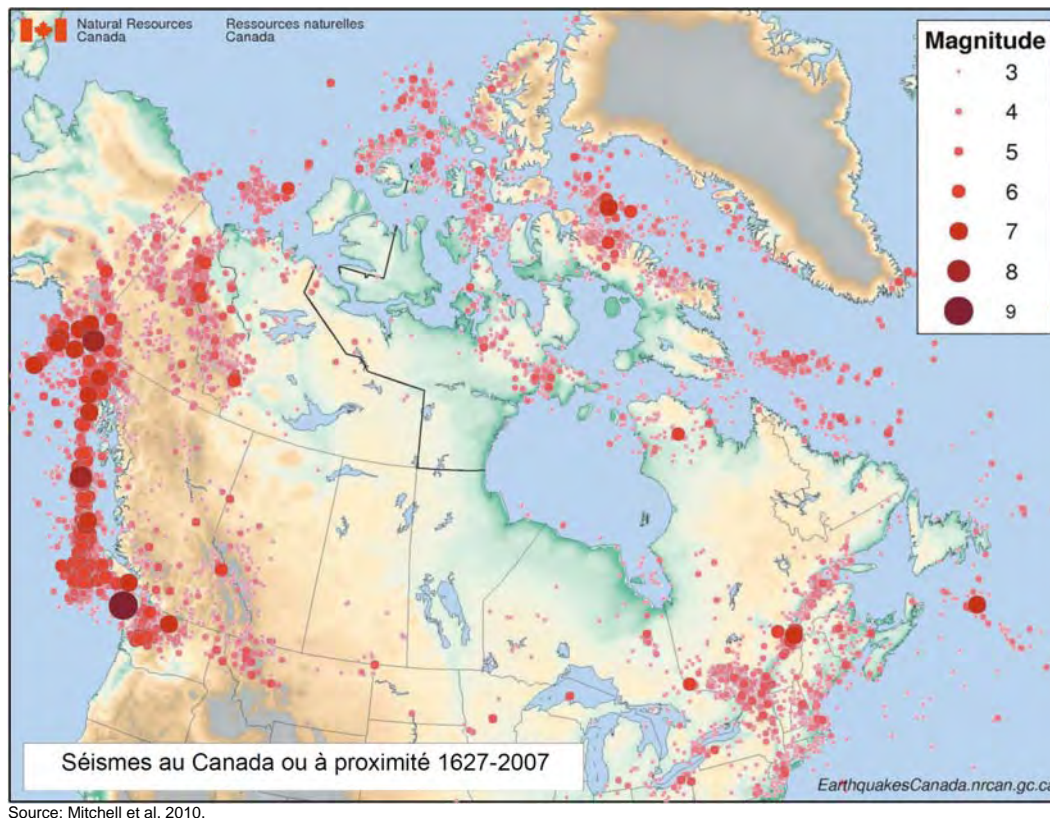 Natural Resources Ressources naturelles
Canada Canada
Magnitude
3
4
5
6
7
8
9
Séismes au Canada ou à proximité 1627-2007
EarthquakesCanada.nrcan.gc.ca
Source: Mitchell et al. 2010.